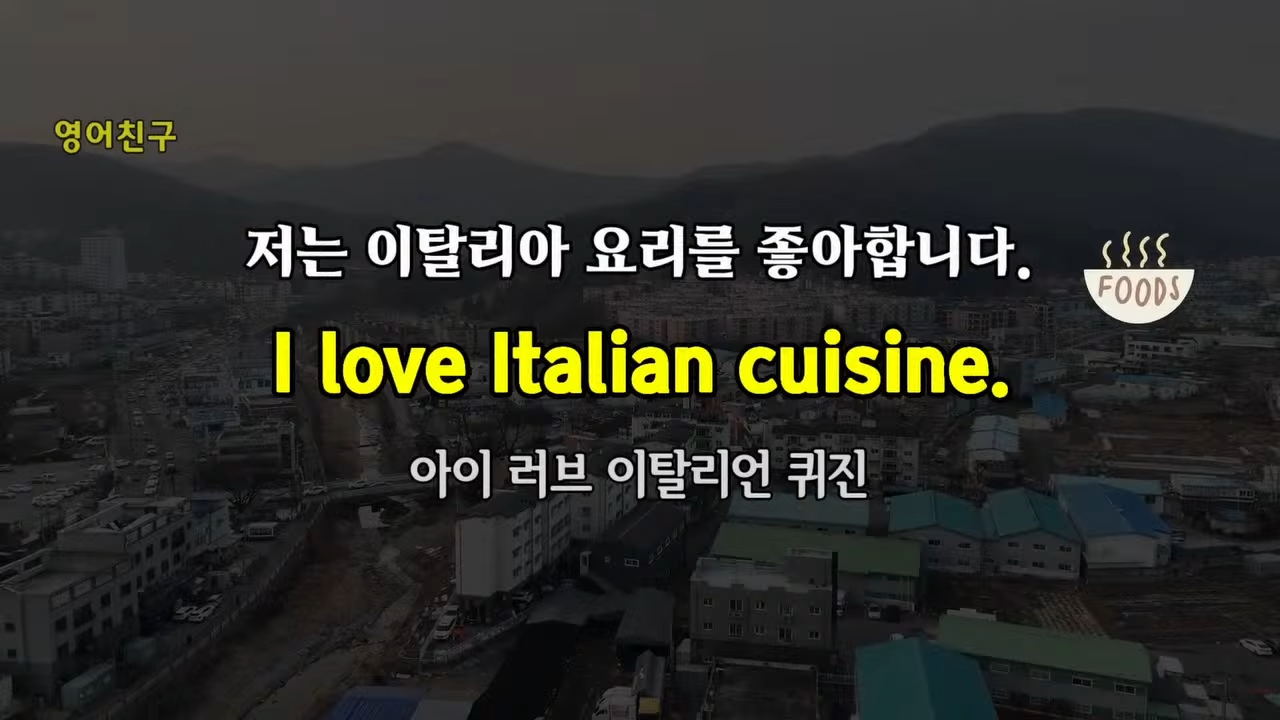 영어친구
저는 이탈리아 요리를 좋아합니다.
FOODS
I love Italian cuisine.
아이 러브 이탈리언 퀴진